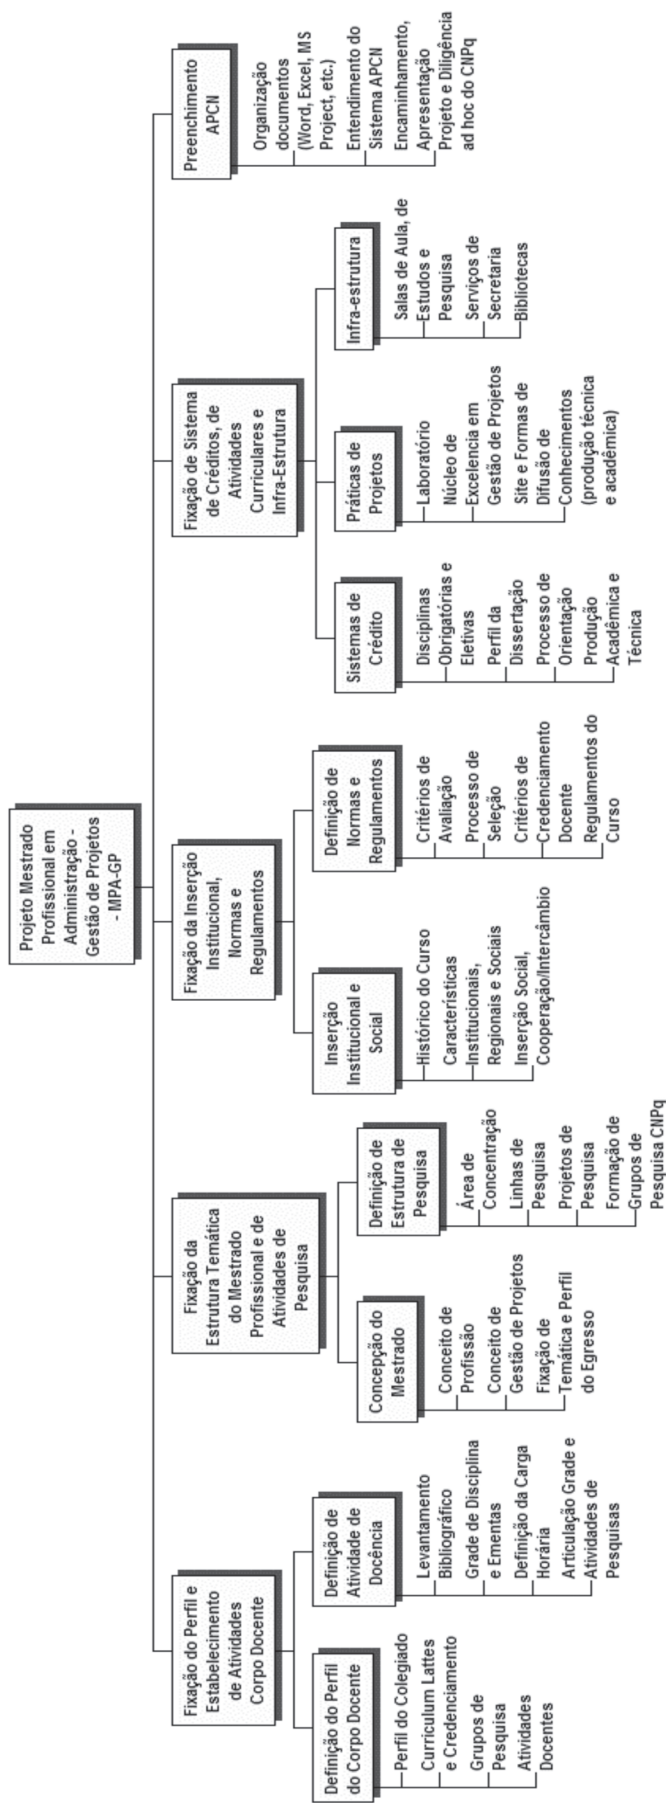 Projeto Mestrado
Profissional em
Administração -
Gestão de Projetos
- MPA-GP
Fixação do Perfil e
Estabelecimento
de Atividades
Corpo Docente
Definição do Perfil
do Corpo Docente
Perfil do Colegiado
Curriculum Lattes
e Credenciamento
Grupos de
Pesquisa
Atividades
Docentes
Definição de
Atividade de
Docência
Levantamento
Bibliográfico
Grade de Disciplina
e Ementas
Definição da Carga
Horária
Articulação Grade e
Atividades de
Pesquisas
Fixação da
Estrutura Temática
do Mestrado
Profissional e de
Atividades de
Pesquisa
Concepção do
Mestrado
Conceito de
Profissão
Conceito de
Gestão de Projetos
Fixação de
Temática e Perfil
do Egresso
Definição de
Estrutura de
Pesquisa
Área de
Concentração
Linhas de
Pesquisa
Projetos de
Pesquisa
Formação de
Grupos de
Pesquisa CNPq
Fixação da Inserção
Institucional,
Normas e
Regulamentos
Inserção
Institucional e
Social
Histórico do Curso
Características
Institucionais,
Regionais e Sociais
Inserção Social,
Cooperação/Intercâmbio
Definição de
Normas e
Regulamentos
Critérios de
Avaliação
Processo de
Seleção
Critérios de
Credenciamento
Docente
Regulamentos do
Curso
Fixação de Sistema
de Créditos, de
Atividades
Curriculares e
Infra-Estrutura
Sistemas de
Crédito
Disciplinas
Obrigatórias e
Eletivas
Perfil da
Dissertação
Processo de
Orientação
Produção
Acadêmica e
Técnica
Práticas de
Projetos
Laboratório
Núcleo de
Excelencia em
Gestão de Projetos
Site e Formas de
Difusão de
Conhecimentos
(produção técnica
e acadêmica)
Infra-estrutura
Salas de Aula, de
Estudos e
Pesquisa
Serviços de
Secretaria
Bibliotecas
Preenchimento
APCN
Organização
documentos
(Word, Excel, MS
Project, etc.)
Entendimento do
Sistema APCN
Encaminhamento,
Apresentação
Projeto e Diligência
ad hoc do CNPq